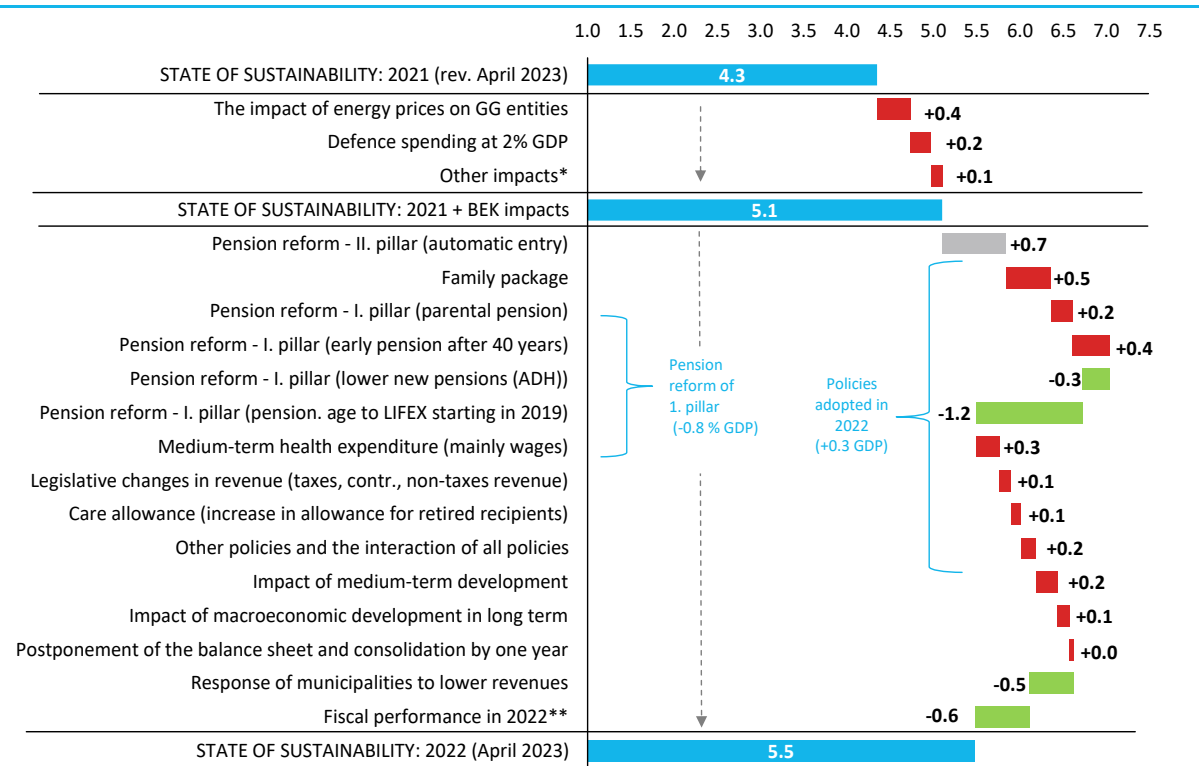 1.0 1.5 2.0 2.5 3.0 3.5 4.0 4.5 5.0 5.5 6.0 6.5 7.0 7.5
STATE OF SUSTAINABILITY: 2021 (rev. April 2023) 4.3
The impact of energy prices on GG entities +0.4
Defence spending at 2% GDP +0.2
Other impacts* +0.1
STATE OF SUSTAINABILITY: 2021 + BEK impacts 5.1
Pension reform - II. pillar (automatic entry) +0.7
Family package +0.5
Pension reform - I. pillar (parental pension) +0.2
Pension reform - I. pillar (early pension after 40 years) +0.4
Pension reform - I. pillar (lower new pensions (ADH)) -0.3
Pension reform - I. pillar (pension. age to LIFEX starting in 2019) -1.2
Medium-term health expenditure (mainly wages) +0.3
Legislative changes in revenue (taxes, contr., non-taxes revenue) +0.1
Care allowance (increase in allowance for retired recipients) +0.1
Other policies and the interaction of all policies +0.2
Impact of medium-term development +0.2
Impact of macroeconomic development in long term +0.1
Postponement of the balance sheet and consolidation by one year +0.0
Response of municipalities to lower revenues -0.5
Fiscal performance in 2022** -0.6
STATE OF SUSTAINABILITY: 2022 (April 2023) 5.5
Pension
reform of
1. pillar
(-0.8 % GDP)
Policies
adopted in
2022
(+0.3 GDP)